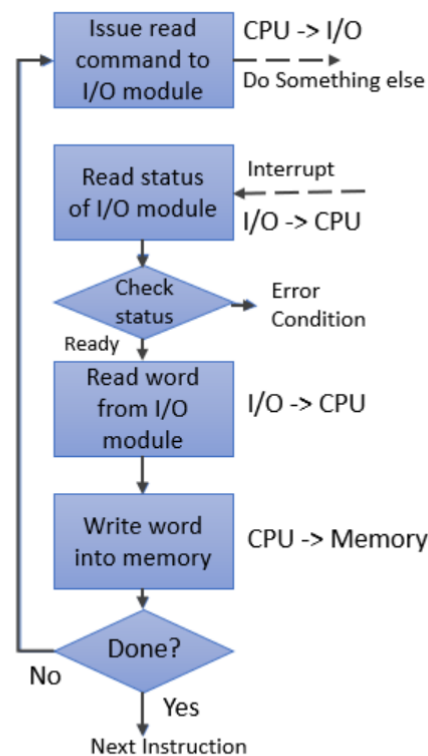 Issue read
command to
I/O module
CPU -> I/O
Do Something else
Read status
of I/O module
Interrupt
I/O -> CPU
Check
status
Error
Condition
Ready
Read word
from I/O
module
I/O -> CPU
Write word
into memory
CPU -> Memory
Done?
No
Yes
Next Instruction